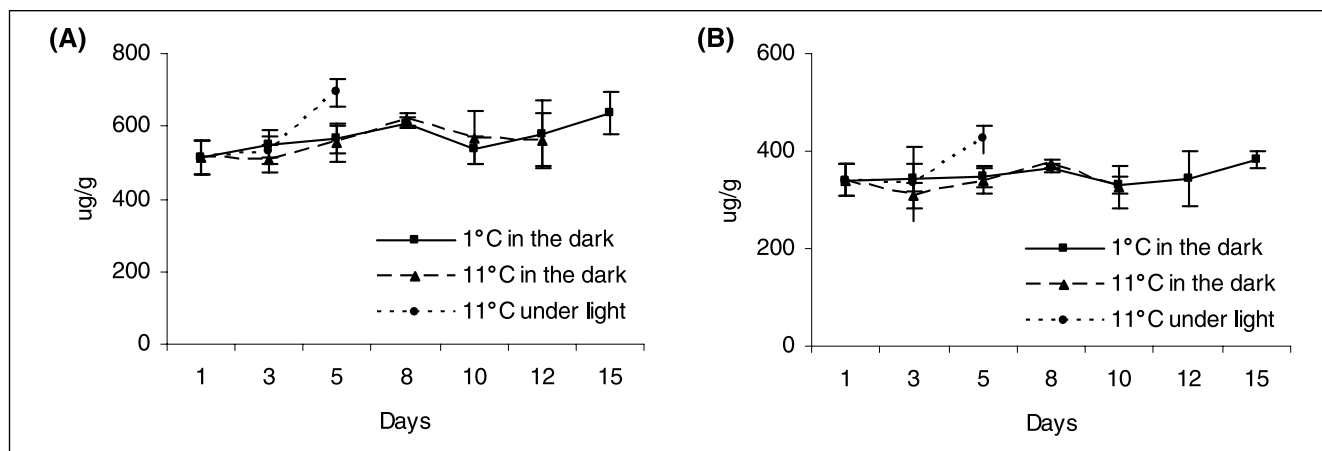 (A)
800
600
400
200
0
ug/g
1°C in the dark
11°C in the dark
11°C under light
1 3 5 8 10 12 15
Days
(B)
600
400
200
0
ug/g
1°C in the dark
11°C in the dark
11°C under light
1 3 5 8 10 12 15
Days